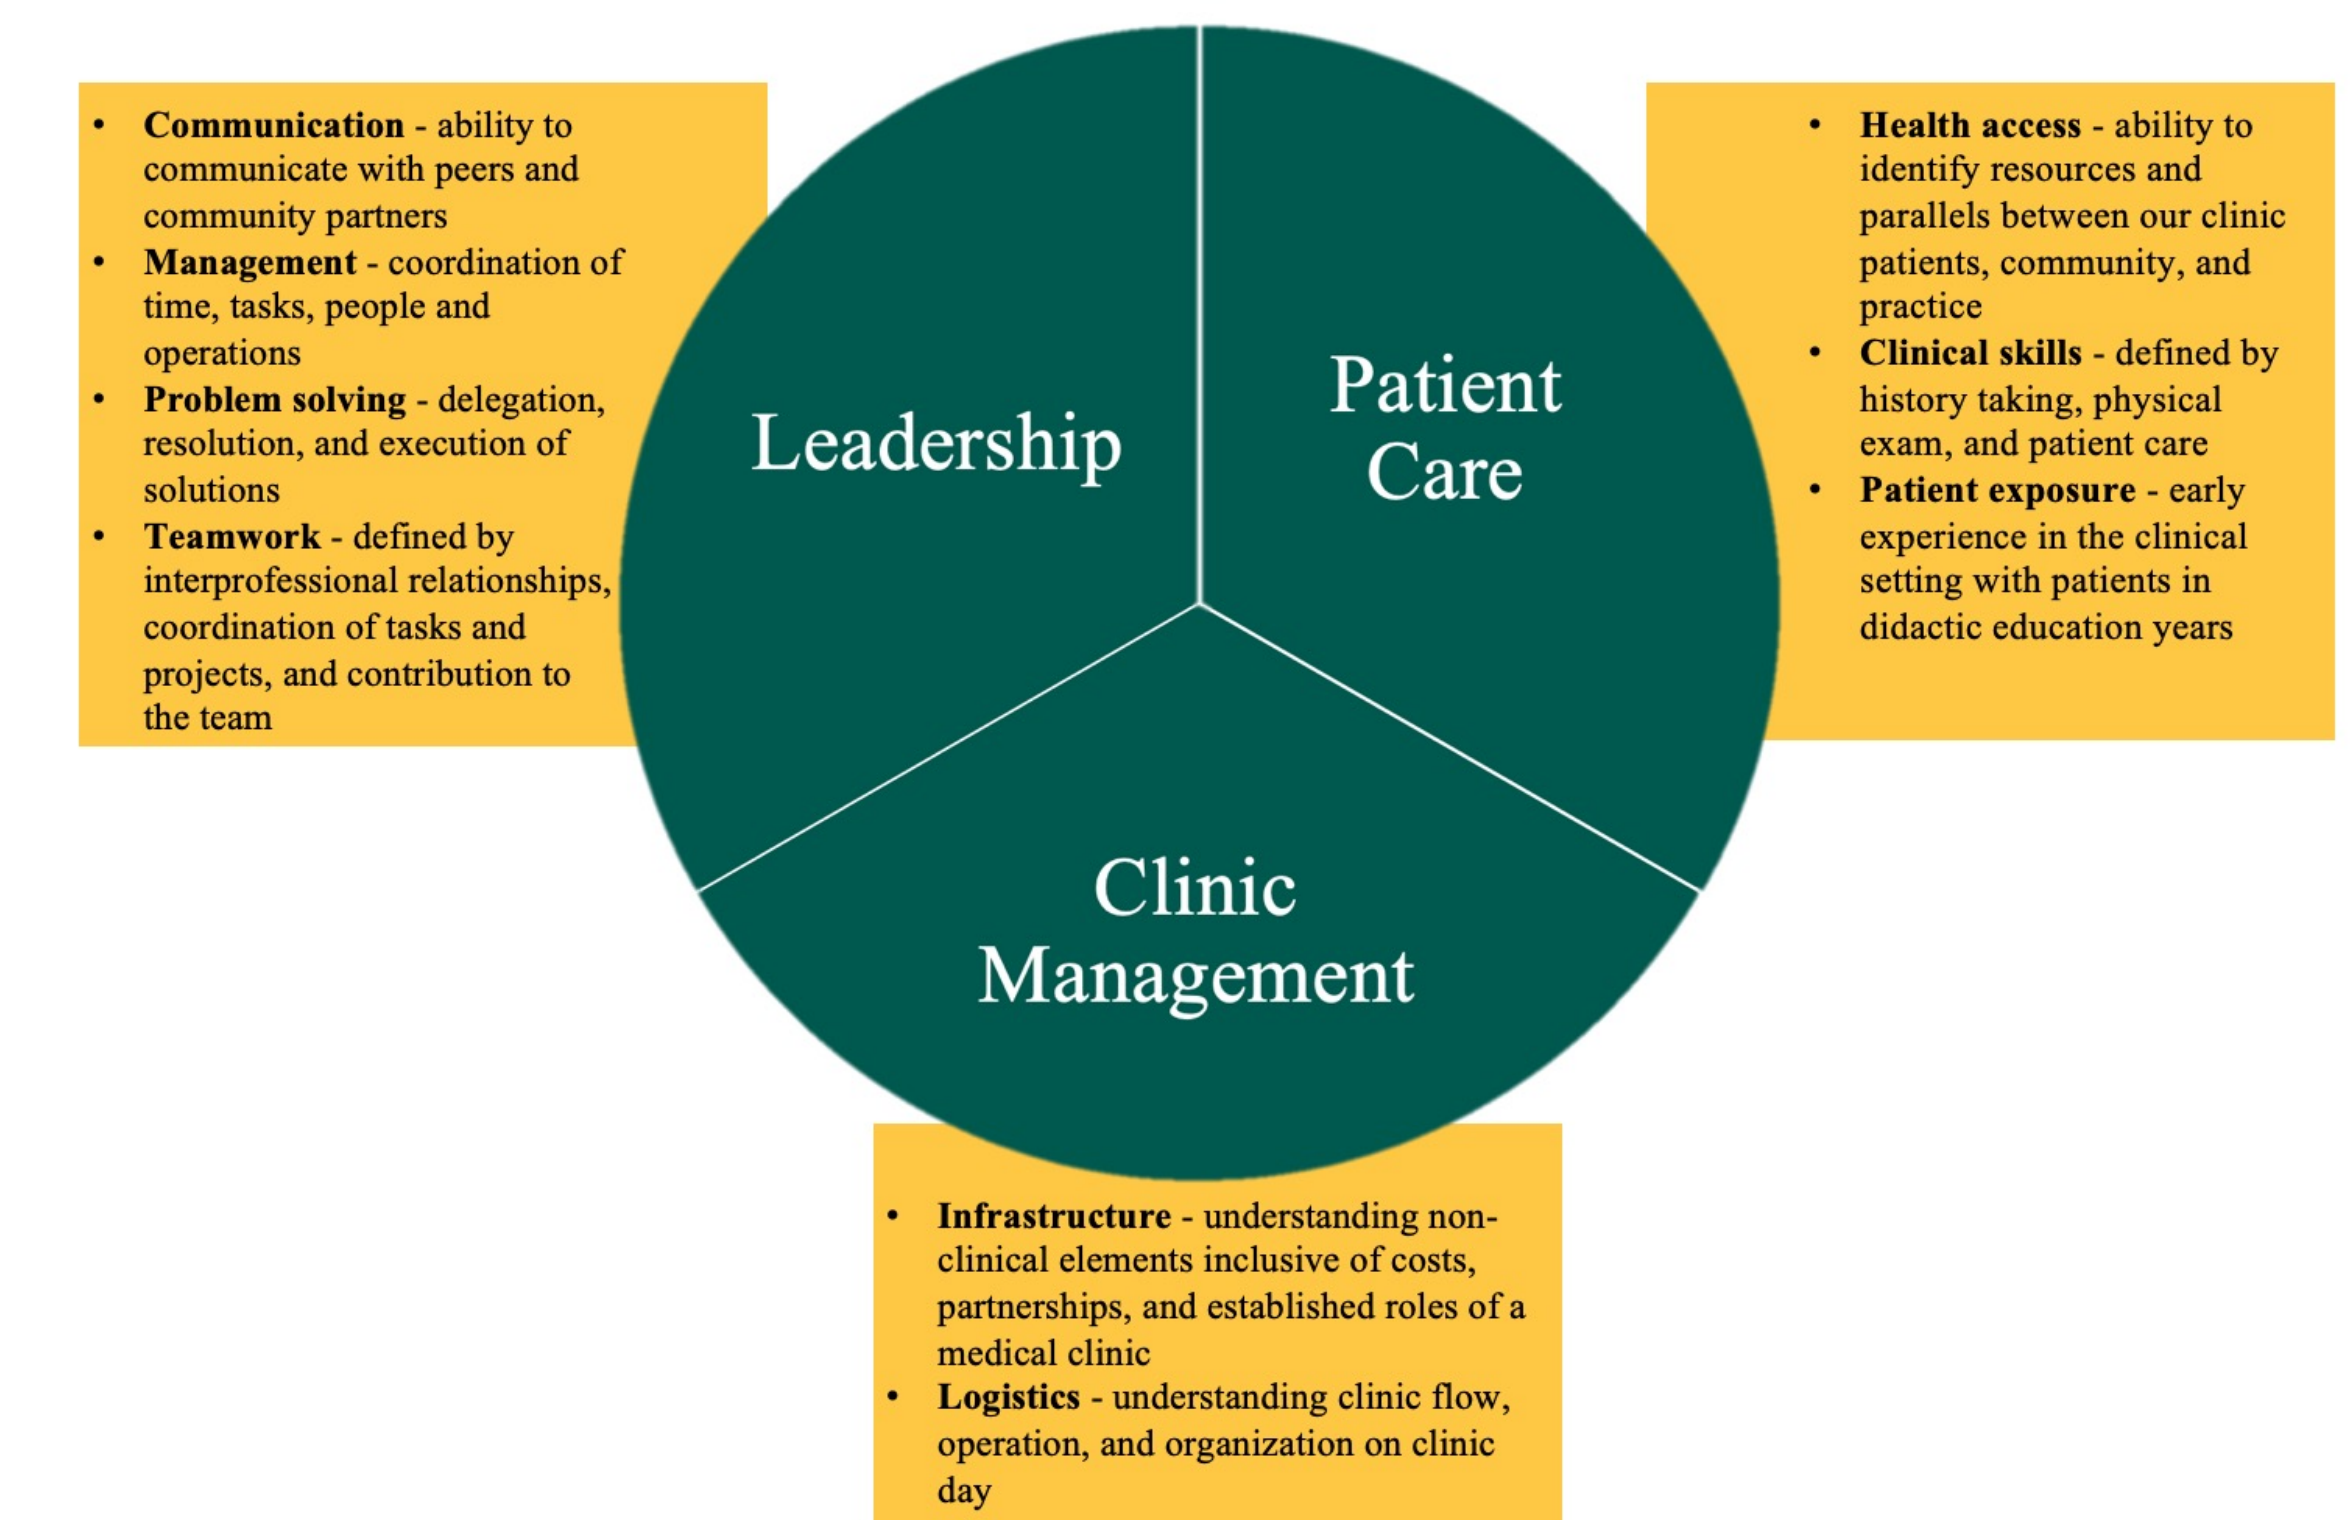 • Communication - ability to
communicate with peers and
community partners
• Management - coordination of
time, tasks, people and
operations
• Problem solving - delegation,
resolution, and execution of
solutions
• Teamwork - defined by
interprofessional relationships,
coordination of tasks and
projects, and contribution to
the team
Leadership
Patient
Care
• Health access - ability to
identify resources and
parallels between our clinic
patients, community, and
practice
• Clinical skills - defined by
history taking, physical
exam, and patient care
• Patient exposure - early
experience in the clinical
setting with patients in
didactic education years
Clinic
Management
• Infrastructure - understanding non-
clinical elements inclusive of costs,
partnerships, and established roles of a
medical clinic
• Logistics - understanding clinic flow,
operation, and organization on clinic
day